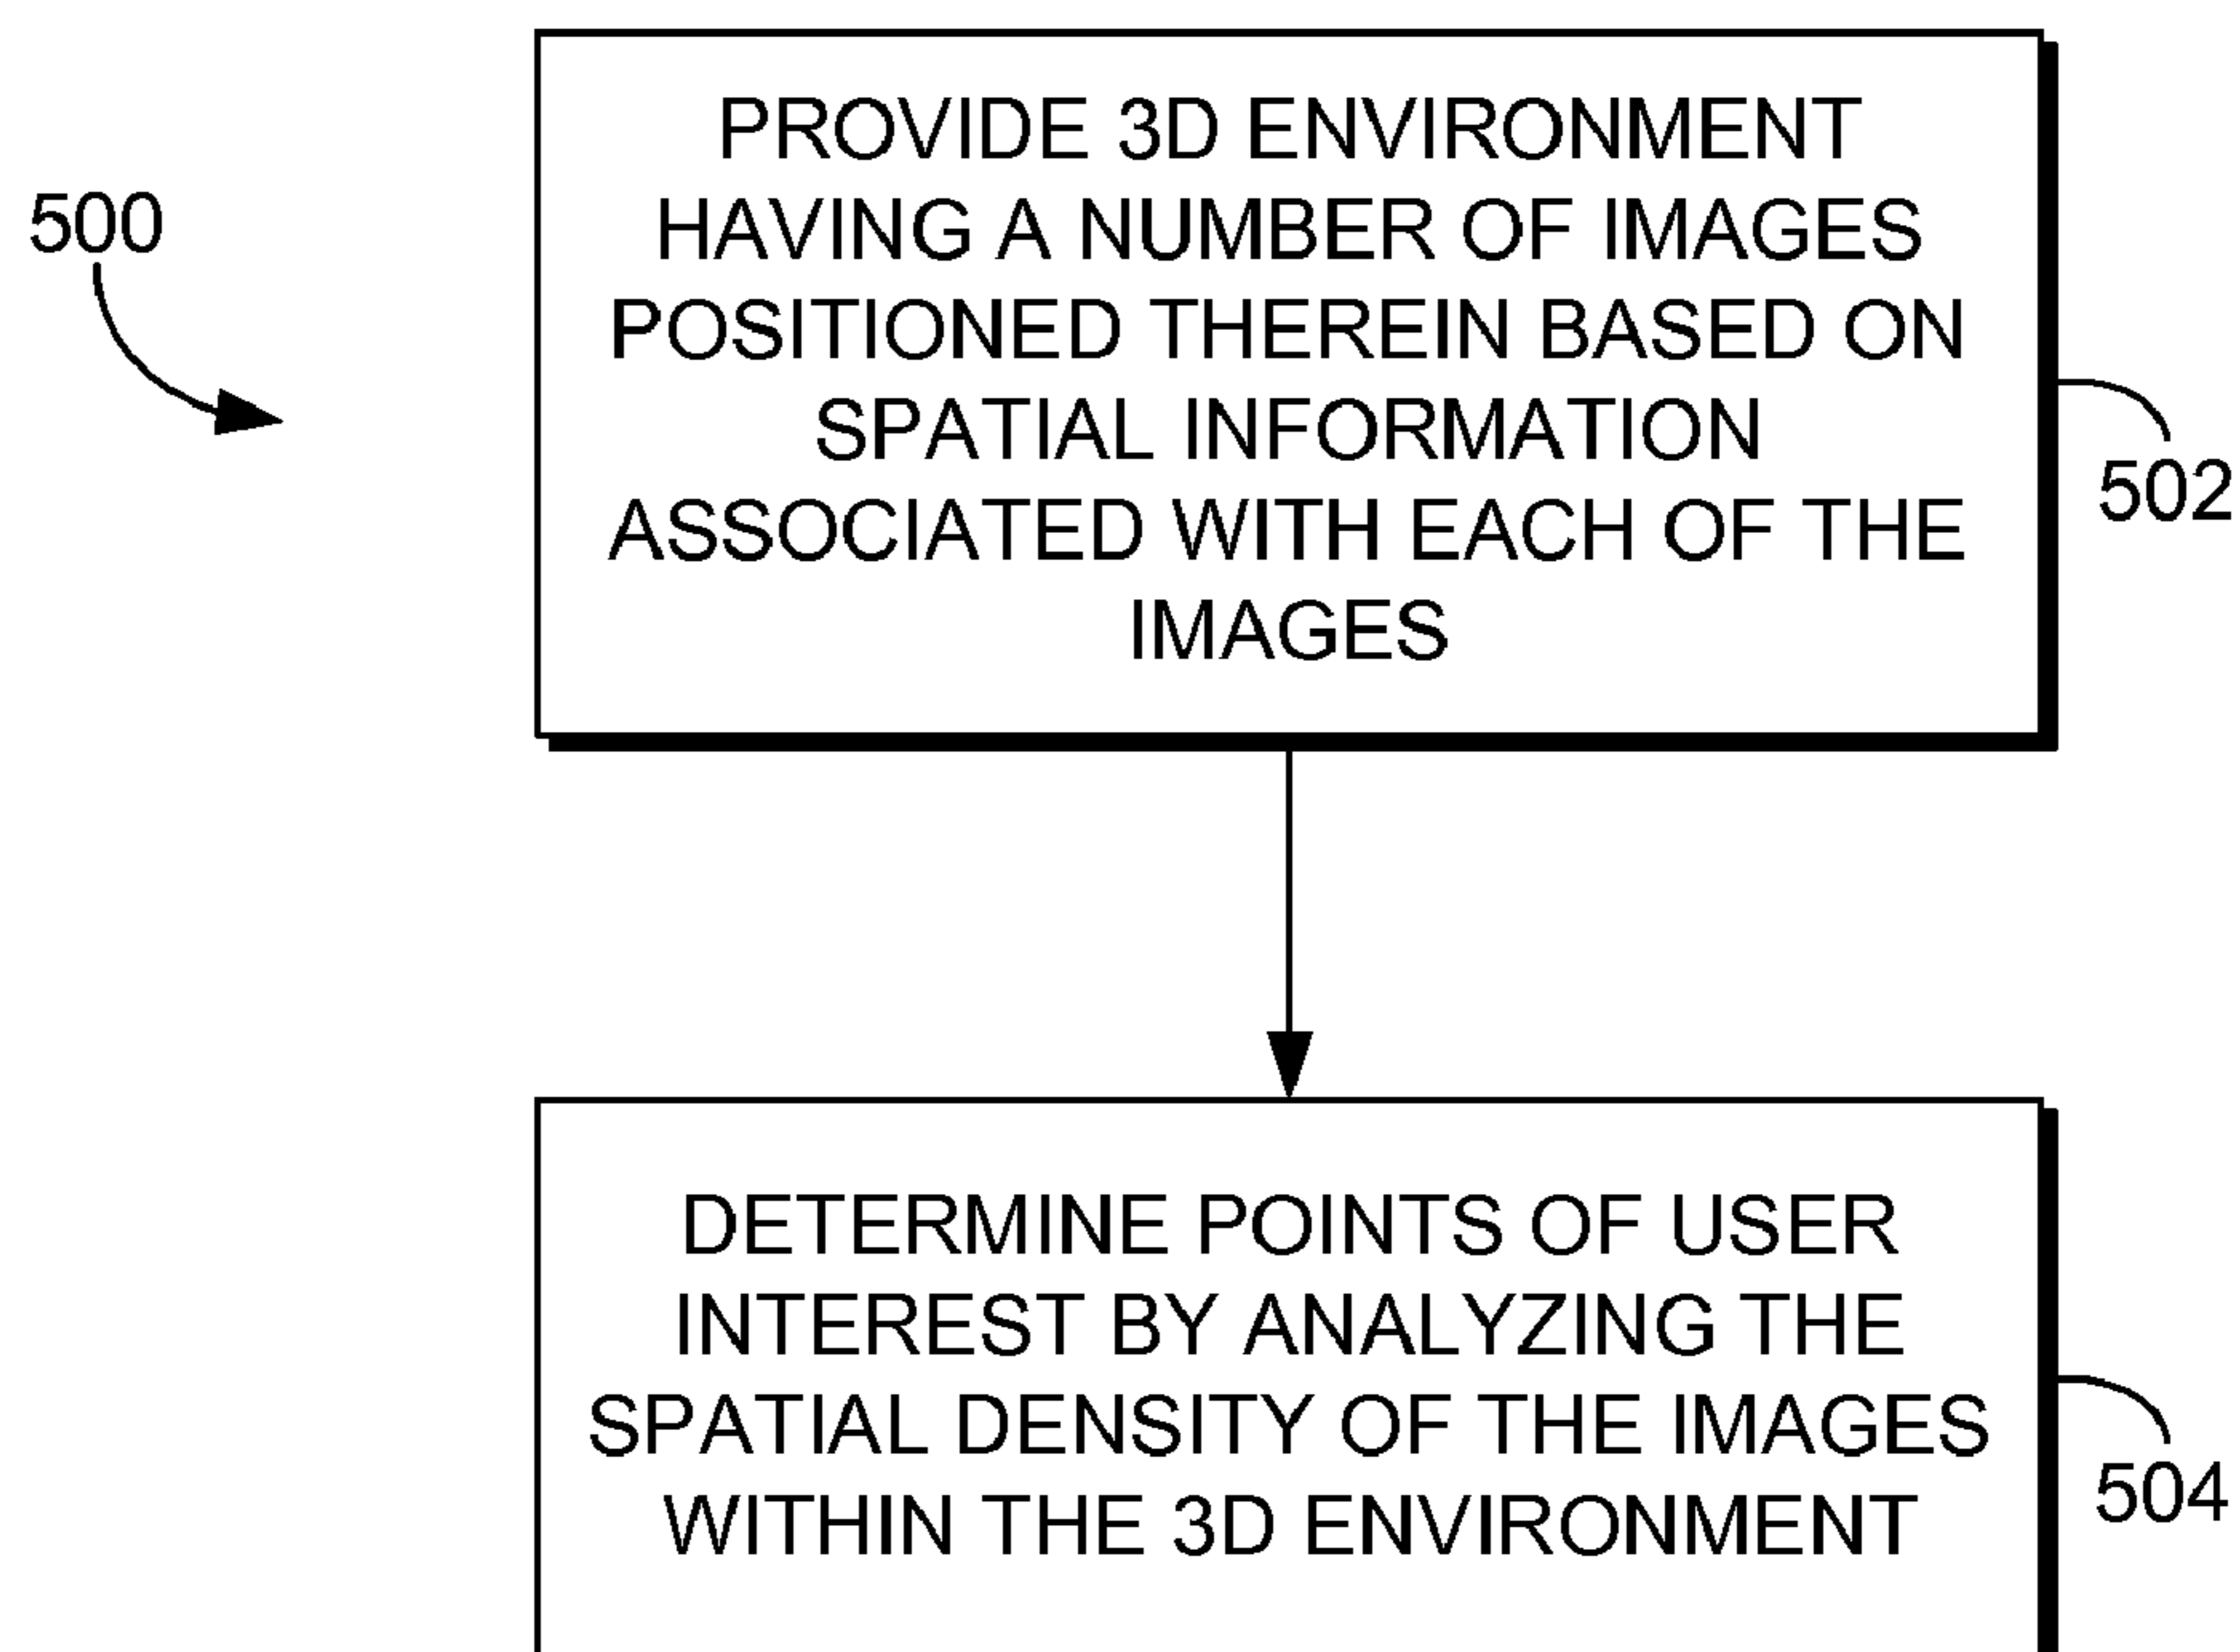 PROVIDE 3D ENVIRONMENT
HAVING A NUMBER OF IMAGES
POSITIONED THEREIN BASED ON
SPATIAL INFORMATION
ASSOCIATED WITH EACH OF THE
IMAGES
500
502
DETERMINE POINTS OF USER
INTEREST BY ANALYZING THE
SPATIAL DENSITY OF THE IMAGES
WITHIN THE 3D ENVIRONMENT
504